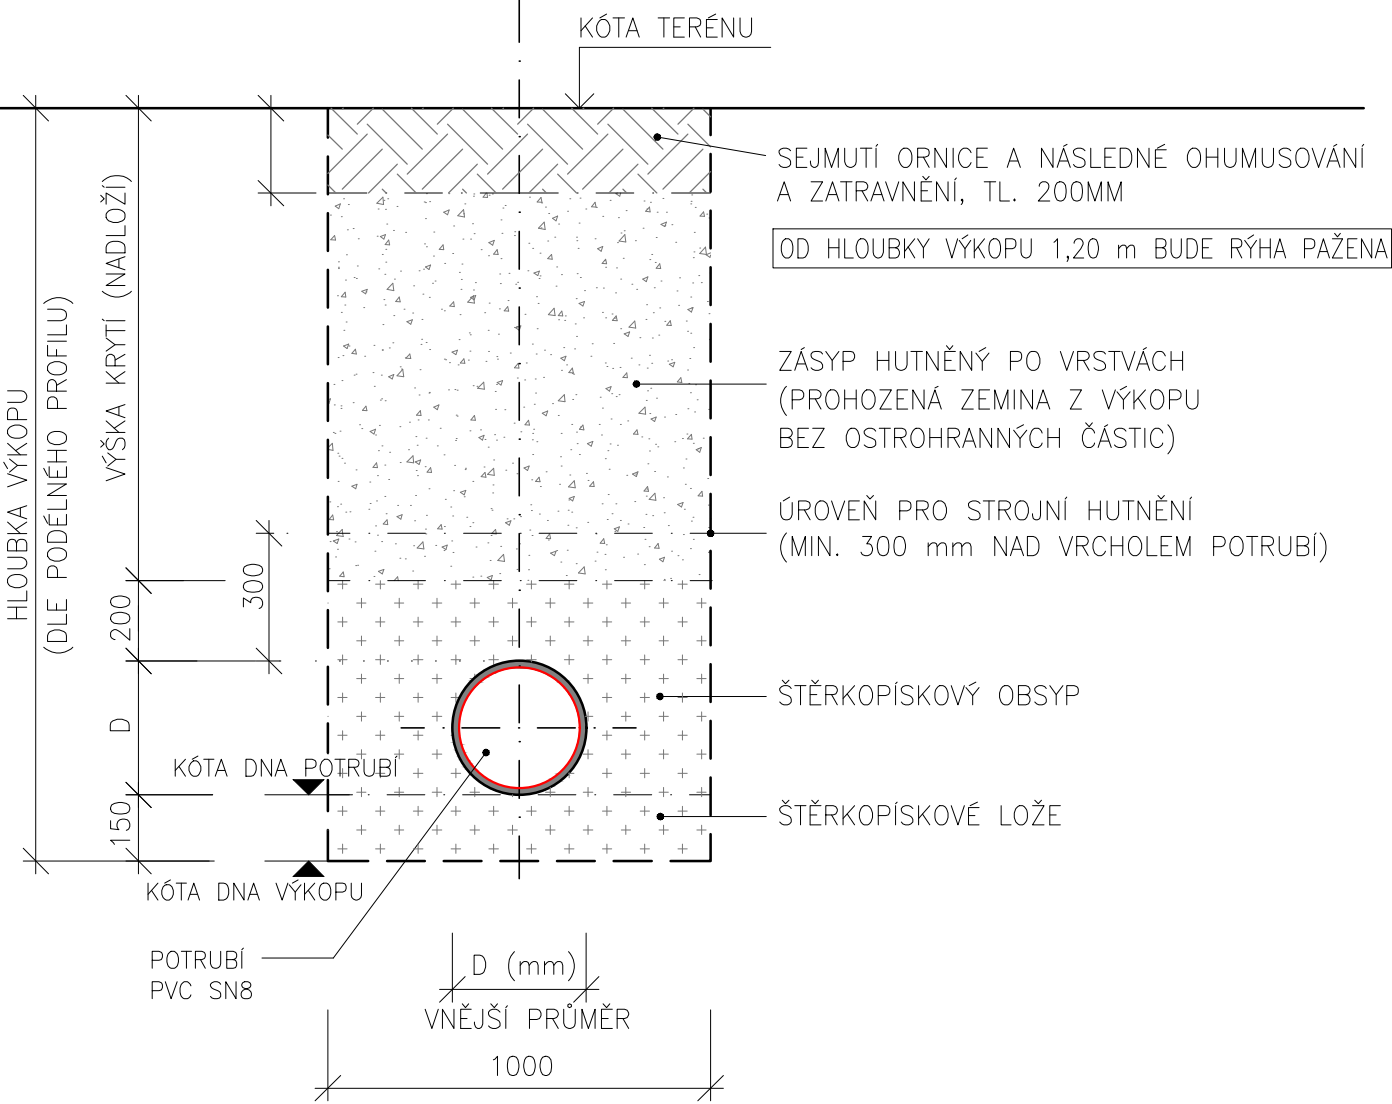 KÓTA TERÉNU
SEJMUTÍ ORNICE A NÁSLEDNÉ OHUMUSOVÁNÍ
A ZATRAVNĚNÍ, TL. 200MM
OD HLOUBKY VÝKOPU 1,20 m BUDE RÝHA PAŽENA
ZÁSYP HUTNĚNÝ PO VRSTVÁCH
(PROHOZENÁ ZEMINA Z VÝKOPU
BEZ OSTROHRANNÝCH ČÁSTIC)
ÚROVEŇ PRO STROJNÍ HUTNĚNÍ
(MIN. 300 mm NAD VRCHOLEM POTRUBÍ)
ŠTĚRKOPÍSKOVÝ OBSYP
ŠTĚRKOPÍSKOVÉ LOŽE
HLOUBKA VÝKOPU
(DLE PODÉLNÉHO PROFILU)
VÝŠKA KRYTÍ (NADLOŽÍ)
200
300
D
150
KÓTA DNA POTRUBÍ
KÓTA DNA VÝKOPU
POTRUBÍ
PVC SN8
D (mm)
VNĚJŠÍ PRŮMĚR
1000